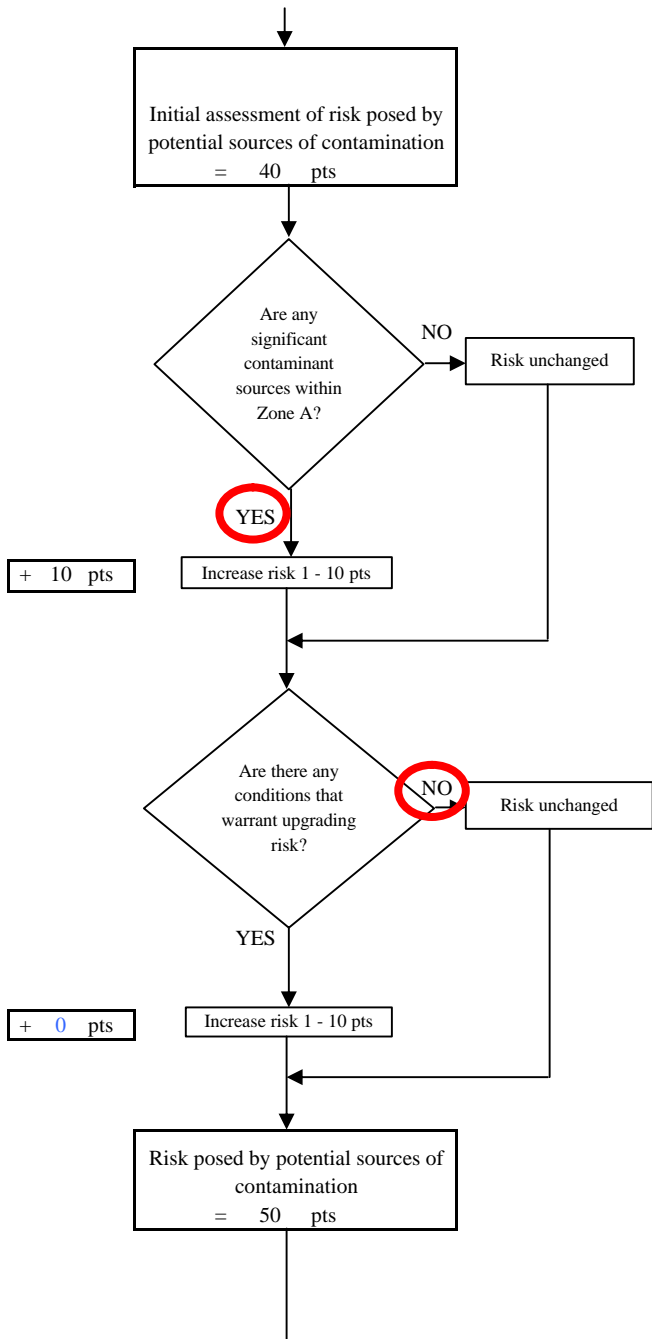 Initial assessment of risk posed by
potential sources of contamination
= 40 pts
Are any
significant
contaminant
sources within
Zone A?
NO
Risk unchanged
YES
+ 10 pts
Increase risk 1 - 10 pts
Are there any
conditions that
warrant upgrading
risk?
NO
Risk unchanged
YES
+ 0 pts
Increase risk 1 - 10 pts
Risk posed by potential sources of
contamination
= 50 pts